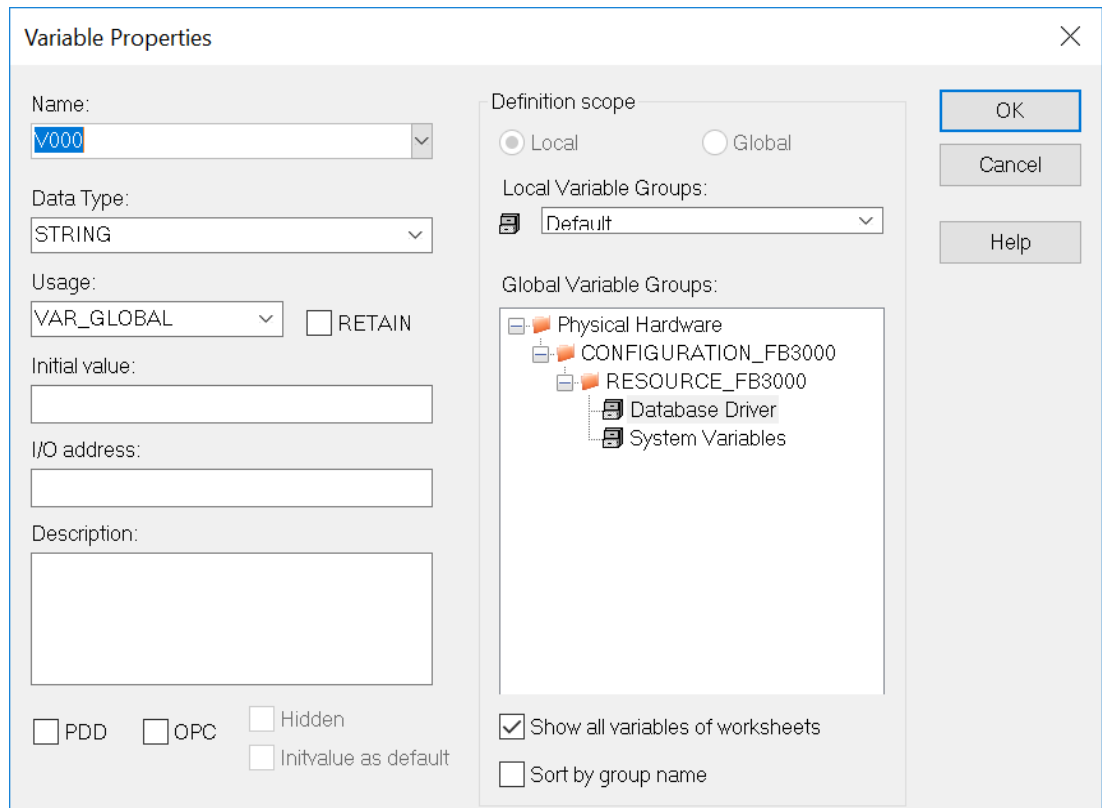 Variable Properties
Name:
V000
Data Type:
STRING
Usage:
VAR_GLOBAL
RETAIN
Initial value:
I/O address:
Description:
PDD
OPC
Hidden
Initvalue as default
Definition scope
Local
Global
Local Variable Groups:
Default
Global Variable Groups:
Physical Hardware
CONFIGURATION_FB3000
RESOURCE_FB3000
Database Driver
System Variables
Show all variables of worksheets
Sort by group name
OK
Cancel
Help